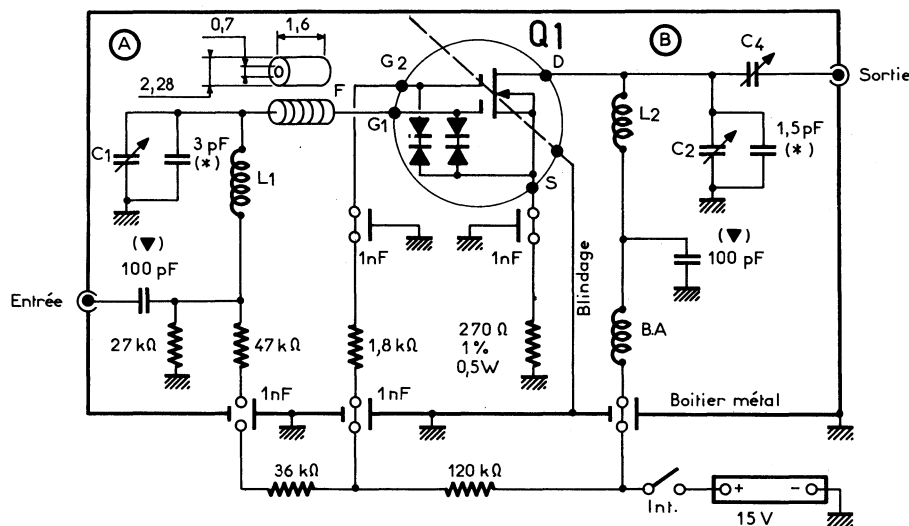 A
0,7
1,6
2,28
F
G2
Q1
D
B
C4
Sortie
G1
C1
3 pF
(*)
L1
L2
C2
1,5 pF
(*)
S
(▼)
100 pF
1nF
1nF
Blindage
(▼)
100 pF
Entrée
27 kΩ
47 kΩ
1,8 kΩ
270 Ω
1%
0,5W
B.A
1nF
1nF
Boitier métal
36 kΩ
120 kΩ
Int.
+
-
15 V